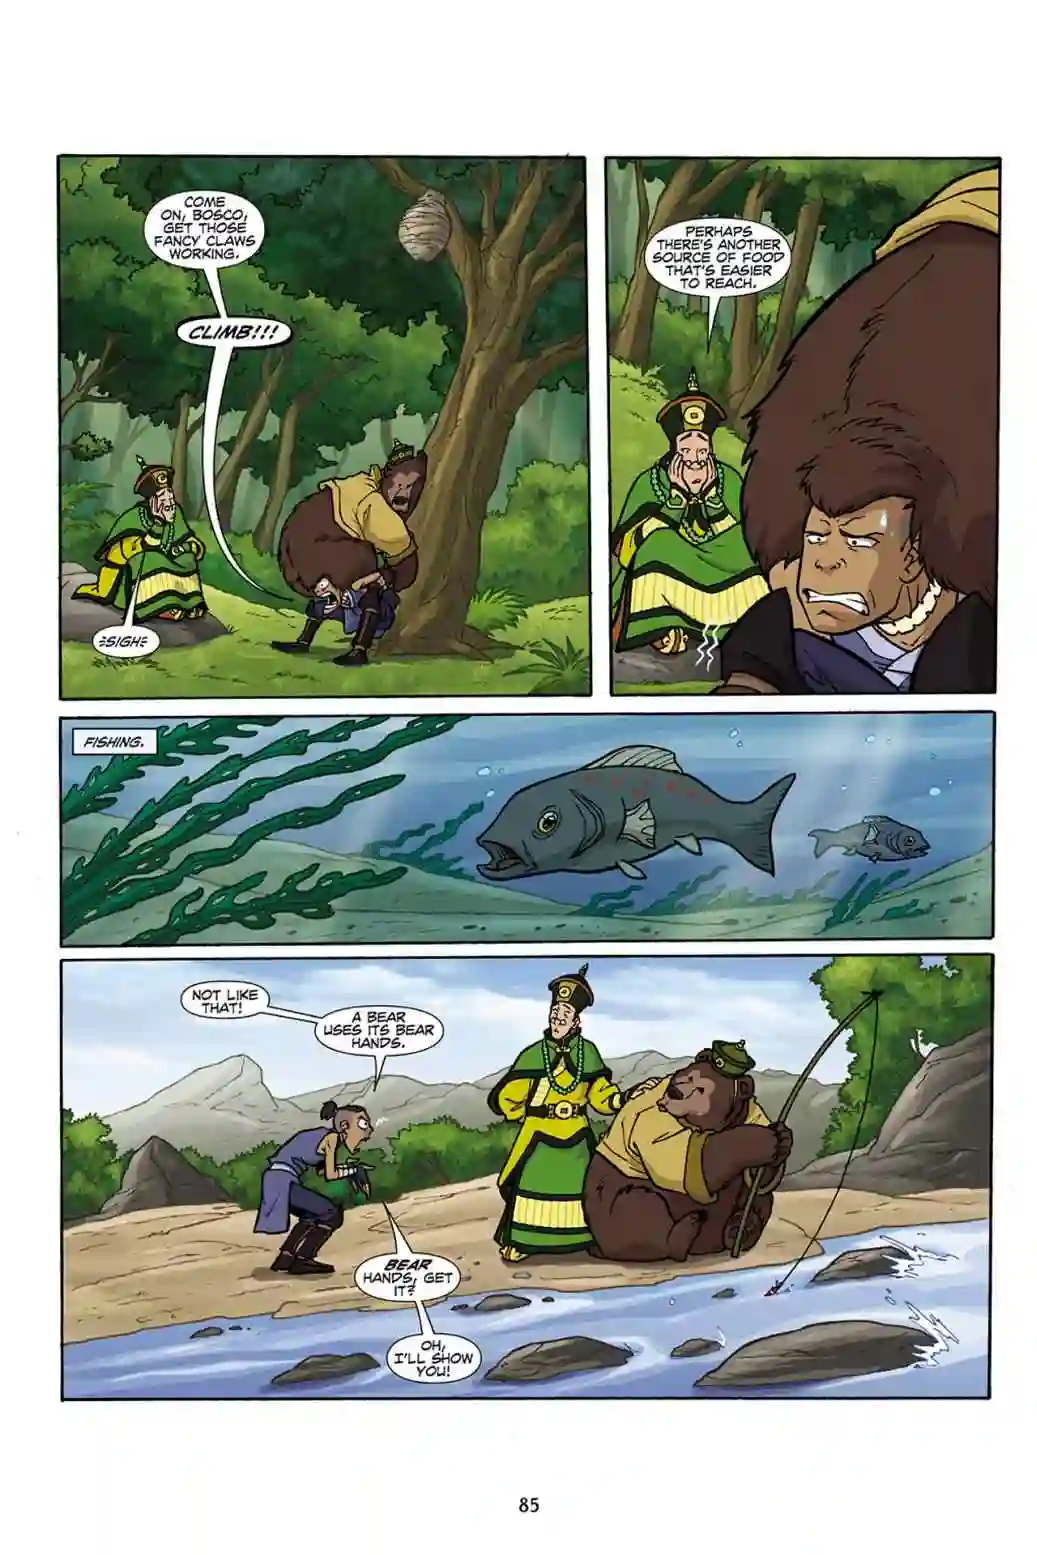 COME
ON, BOSCO,
GET THOSE
FANCY CLAWS
WORKING.
CLIMB!!!
SIGH
PERHAPS
THERE'S ANOTHER
SOURCE OF FOOD
THAT'S EASIER
TO REACH.
FISHING.
NOT LIKE
THAT!
A BEAR
USES ITS BEAR
HANDS.
BEAR
HANDS, GET
IT?
OH,
I'LL SHOW
YOU!
85